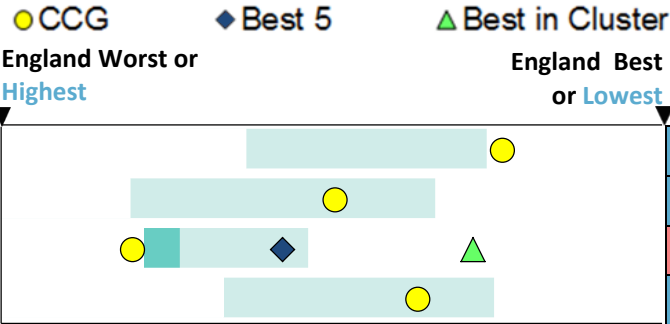 CCG Best 5 Best in Cluster
England Worst or England Best
Highest or Lowest